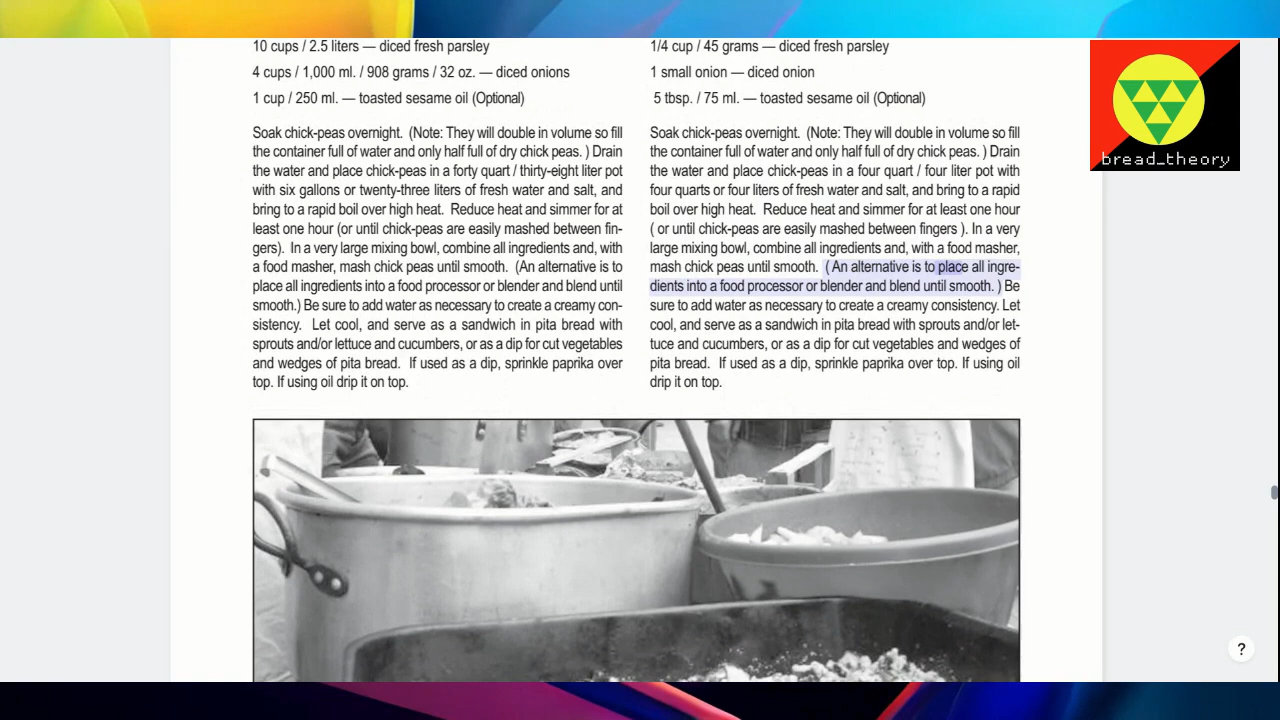 10 cups / 2.5 liters — diced fresh parsley
4 cups / 1,000 ml. / 908 grams / 32 oz. — diced onions
1 cup / 250 ml. — toasted sesame oil (Optional)
Soak chick-peas overnight. (Note: They will double in volume so fill
the container full of water and only half full of dry chick peas. ) Drain
the water and place chick-peas in a forty quart / thirty-eight liter pot
with six gallons or twenty-three liters of fresh water and salt, and
bring to a rapid boil over high heat. Reduce heat and simmer for at
least one hour (or until chick-peas are easily mashed between fin-
gers). In a very large mixing bowl, combine all ingredients and, with
a food masher, mash chick peas until smooth. (An alternative is to
place all ingredients into a food processor or blender and blend until
smooth.) Be sure to add water as necessary to create a creamy con-
sistency. Let cool, and serve as a sandwich in pita bread with
sprouts and/or lettuce and cucumbers, or as a dip for cut vegetables
and wedges of pita bread. If used as a dip, sprinkle paprika over
top. If using oil drip it on top.
1/4 cup / 45 grams — diced fresh parsley
1 small onion — diced onion
5 tbsp. / 75 ml. — toasted sesame oil (Optional)
Soak chick-peas overnight. (Note: They will double in volume so fill
the container full of water and only half full of dry chick peas. ) Drain
the water and place chick-peas in a four quart / four liter pot with
four quarts or four liters of fresh water and salt, and bring to a rapid
boil over high heat. Reduce heat and simmer for at least one hour
( or until chick-peas are easily mashed between fingers ). In a very
large mixing bowl, combine all ingredients and, with a food masher,
mash chick peas until smooth. ( An alternative is to place all ingre-
dients into a food processor or blender and blend until smooth. ) Be
sure to add water as necessary to create a creamy consistency. Let
cool, and serve as a sandwich in pita bread with sprouts and/or let-
tuce and cucumbers, or as a dip for cut vegetables and wedges of
pita bread. If used as a dip, sprinkle paprika over top. If using oil
drip it on top.
bread_theory
?